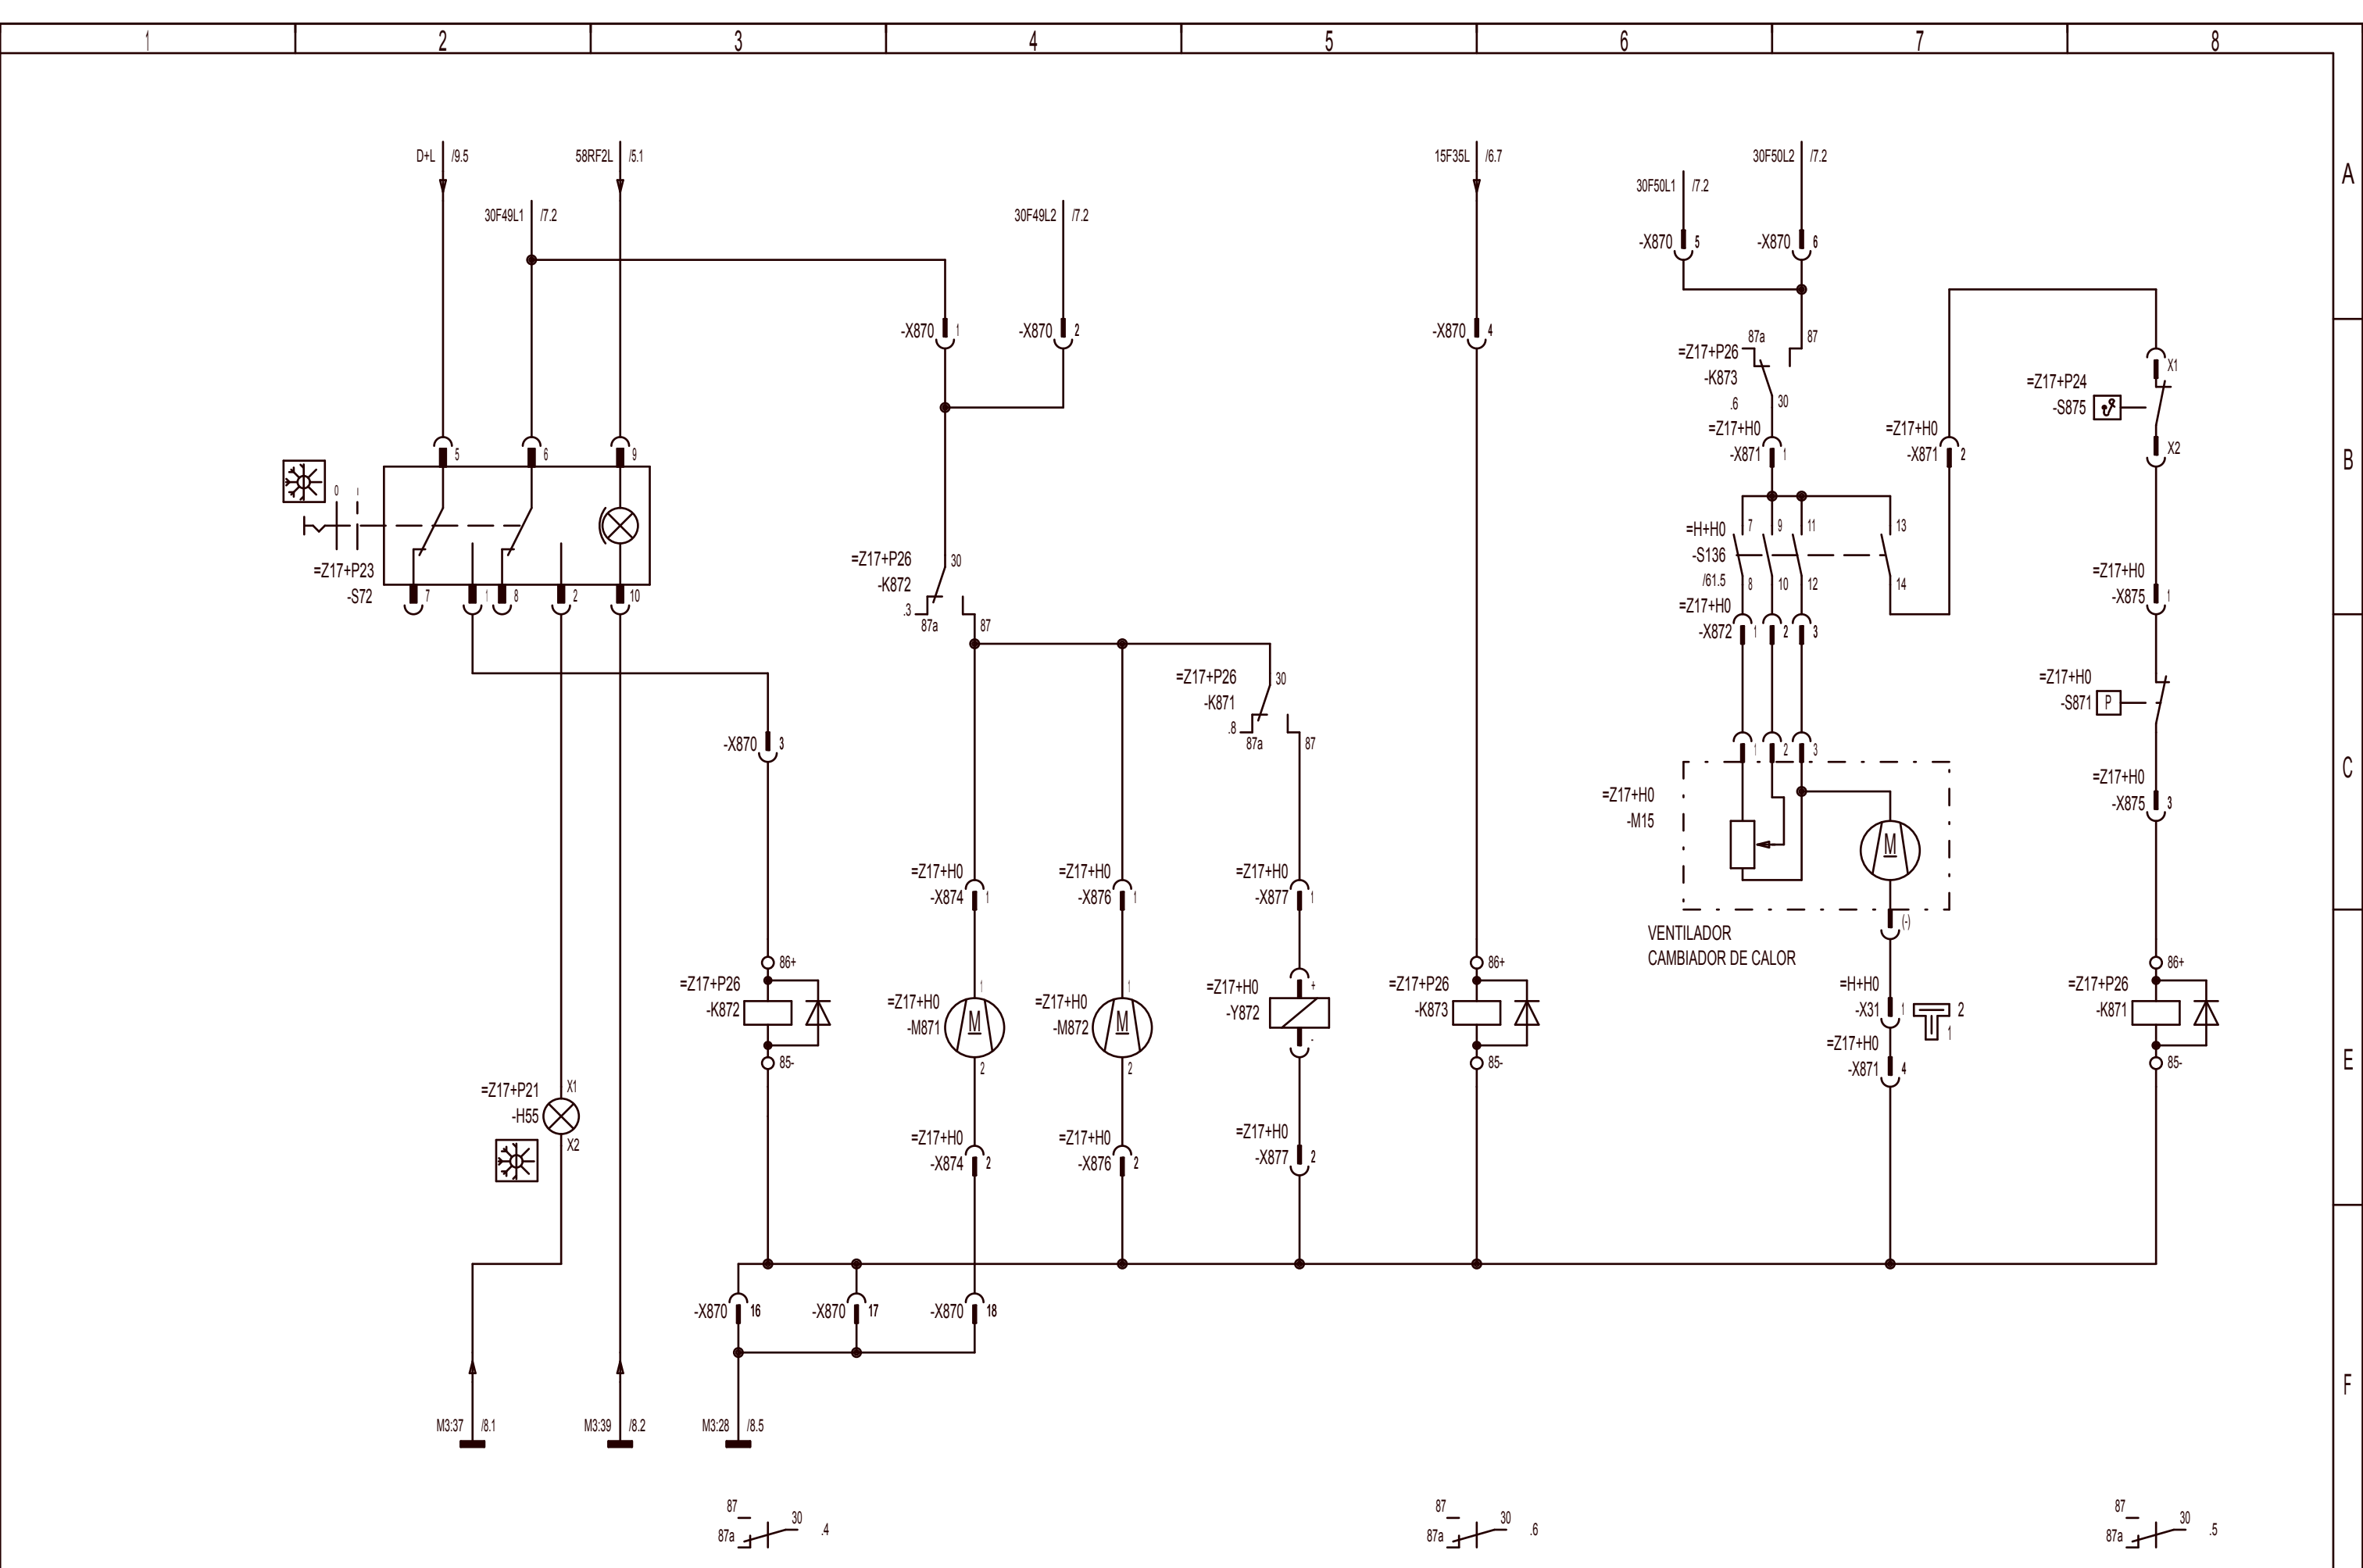 1 2 3 4 5 6 7 8
A
B
C
E
F
D+L /9.5
58RF2L /5.1
15F35L /6.7
30F50L2 /7.2
30F50L1 /7.2
30F49L1 /7.2
30F49L2 /7.2
-X870 5
-X870 6
-X870 1
-X870 2
-X870 4
87a 87
=Z17+P26
-K873
.6 30
=Z17+H0
-X871 1
=Z17+H0
-X871 2
X1
=Z17+P24
-S875
X2
5 6 9
0 I
=Z17+P23
-S72
7 1 8 2 10
=Z17+P26
-K872
30
.3
87a 87
=H+H0
-S136
/61.5
7 9 11 13
8 10 12 14
=Z17+H0
-X872 1 2 3
=Z17+H0
-X875 1
=Z17+P26
-K871
30
.8
87a 87
=Z17+H0
-S871 P
-X870 3
1 2 3
=Z17+H0
-M15
M
(-)
VENTILADOR
CAMBIADOR DE CALOR
=Z17+H0
-X875 3
=Z17+H0
-X874 1
=Z17+H0
-X876 1
=Z17+H0
-X877 1
86+
=Z17+P26
-K872
85-
1
=Z17+H0
-M871
M
2
1
=Z17+H0
-M872
M
2
=Z17+H0
-Y872
+
-
86+
=Z17+P26
-K873
85-
=H+H0
-X31 1
2
1
=Z17+H0
-X871 4
86+
=Z17+P26
-K871
85-
=Z17+P21
-H55
X1
X2
=Z17+H0
-X874 2
=Z17+H0
-X876 2
=Z17+H0
-X877 2
-X870 16
-X870 17
-X870 18
M3:37 /8.1
M3:39 /8.2
M3:28 /8.5
87
87a 30 .4
87
87a 30 .6
87
87a 30 .5